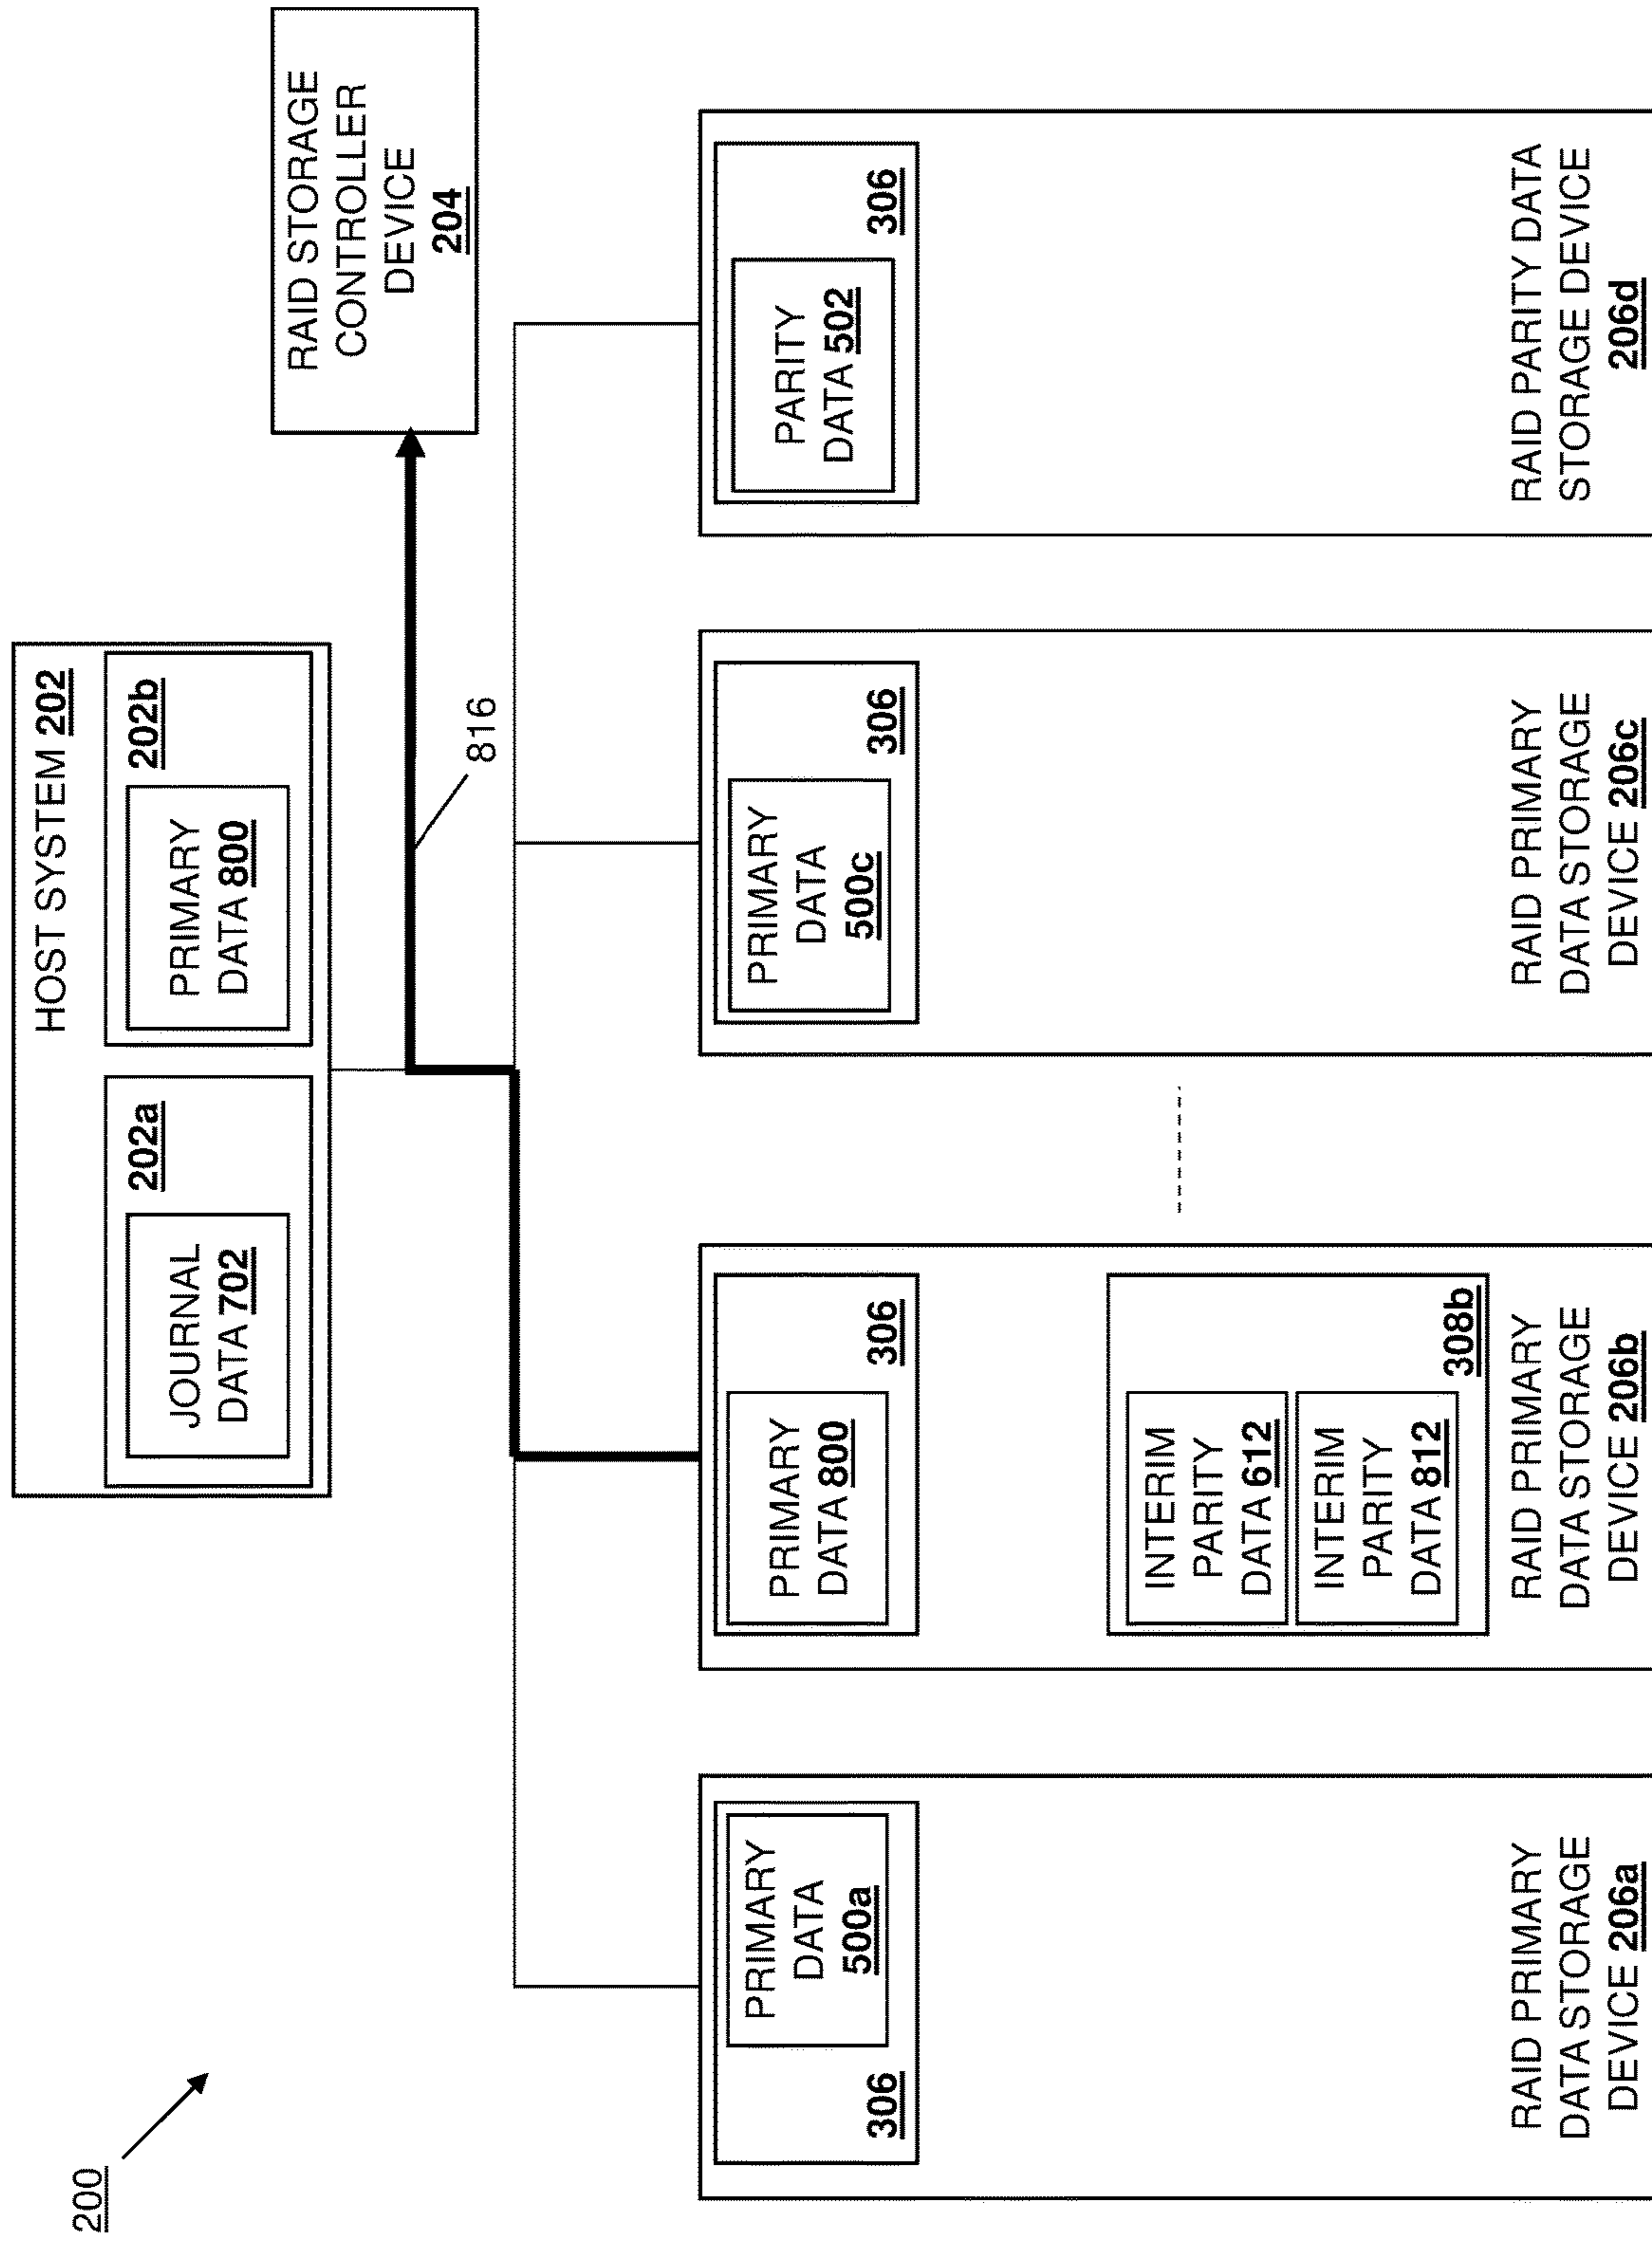 200
HOST SYSTEM 202
202a
JOURNAL
DATA 702
202b
PRIMARY
DATA 800
RAID STORAGE
CONTROLLER
DEVICE
204
816
306
PRIMARY
DATA
500a
RAID PRIMARY
DATA STORAGE
DEVICE 206a
PRIMARY
DATA 800
306
INTERIM
PARITY
DATA 612
INTERIM
PARITY
DATA 812
308b
RAID PRIMARY
DATA STORAGE
DEVICE 206b
PRIMARY
DATA
500c
306
RAID PRIMARY
DATA STORAGE
DEVICE 206c
PARITY
DATA 502
306
RAID PARITY DATA
STORAGE DEVICE
206d